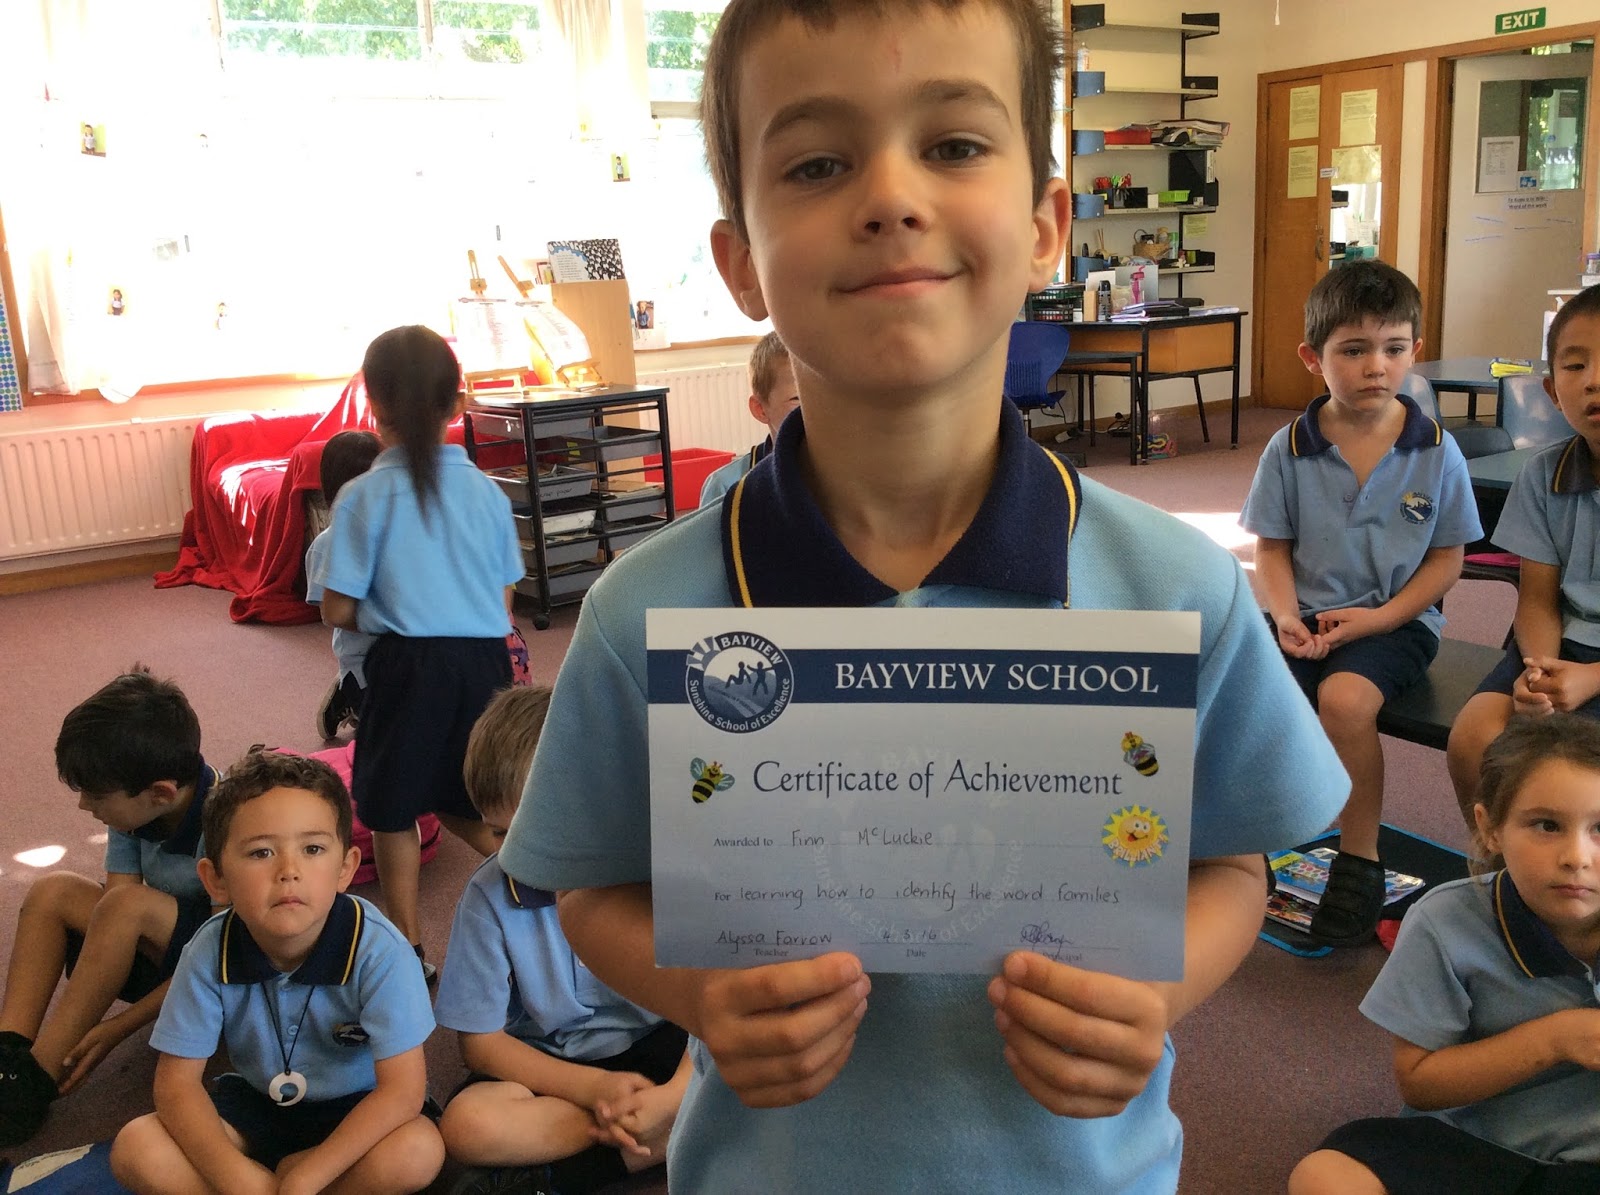 EXIT
BAYVIEW
Sunshine School of Excellence
BAYVIEW SCHOOL
Certificate of Achievement
Awarded to Finn McLuckie
BRILLIANT
For learning how to identify the word families
Alyssa Farrow 4.3.16
Teacher Date Principal